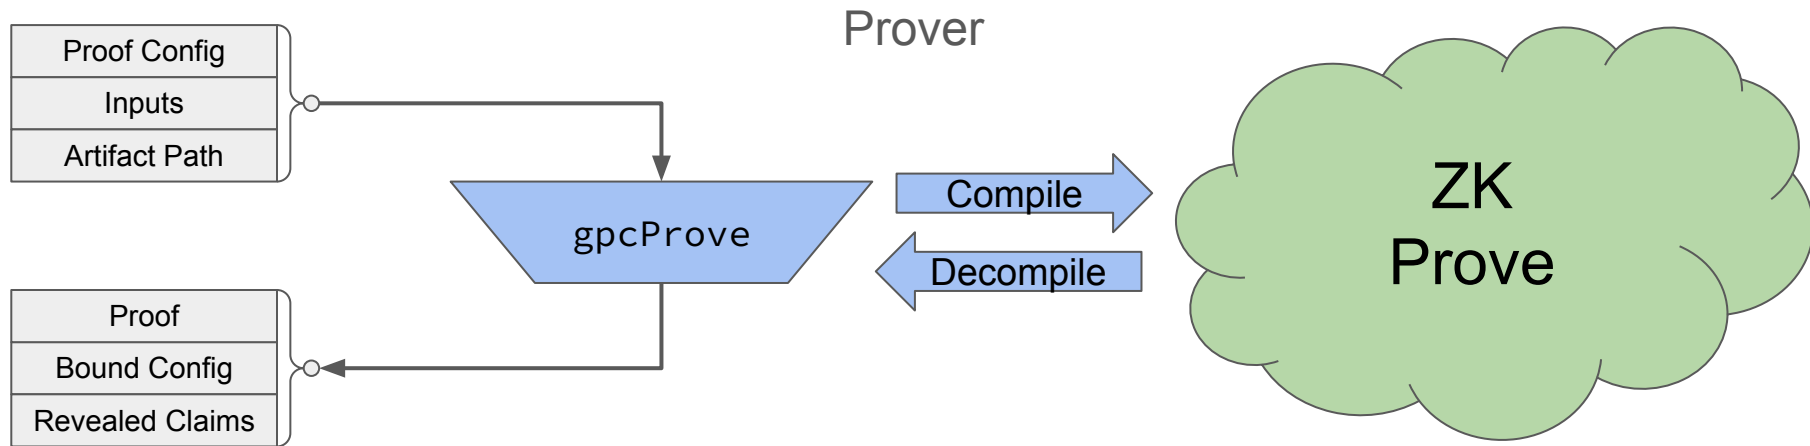 Prover
Proof Config
Inputs
Artifact Path
gpcProve
Compile
Decompile
ZK
Prove
Proof
Bound Config
Revealed Claims